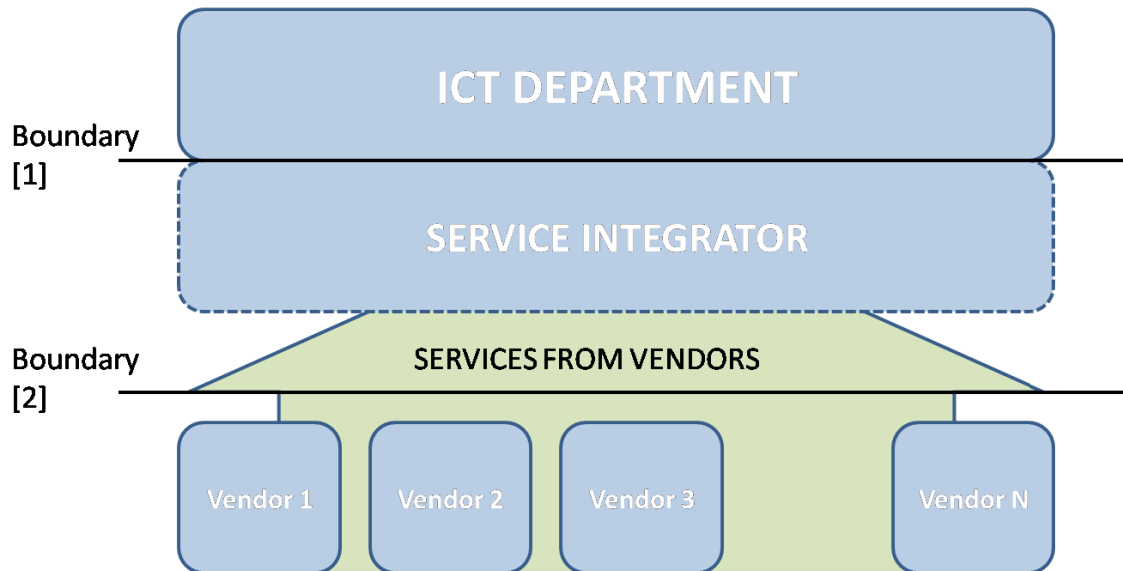 ICT DEPARTMENT
Boundary
[1]
SERVICE INTEGRATOR
Boundary
[2]
SERVICES FROM VENDORS
Vendor 1
Vendor 2
Vendor 3
Vendor N